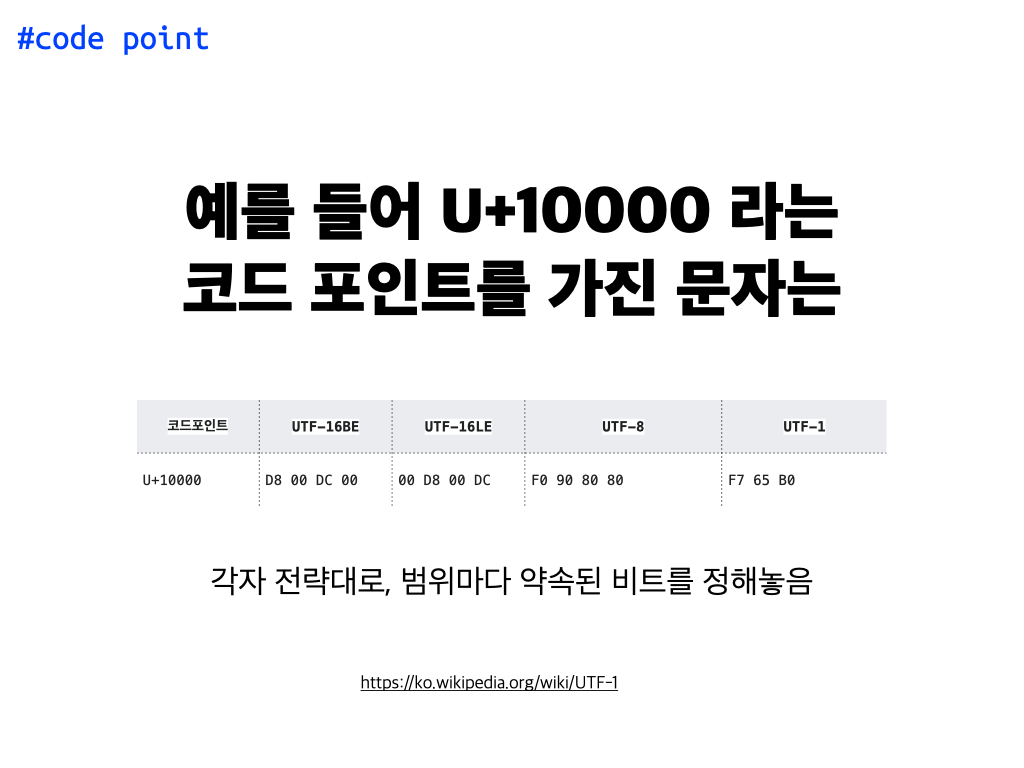 #code point
예를 들어 U+10000 라는
코드 포인트를 가진 문자는
코드포인트 UTF-16BE UTF-16LE UTF-8 UTF-1
U+10000 D8 00 DC 00 00 D8 00 DC F0 90 80 80 F7 65 B0
각자 전략대로, 범위마다 약속된 비트를 정해놓음
https://ko.wikipedia.org/wiki/UTF-1